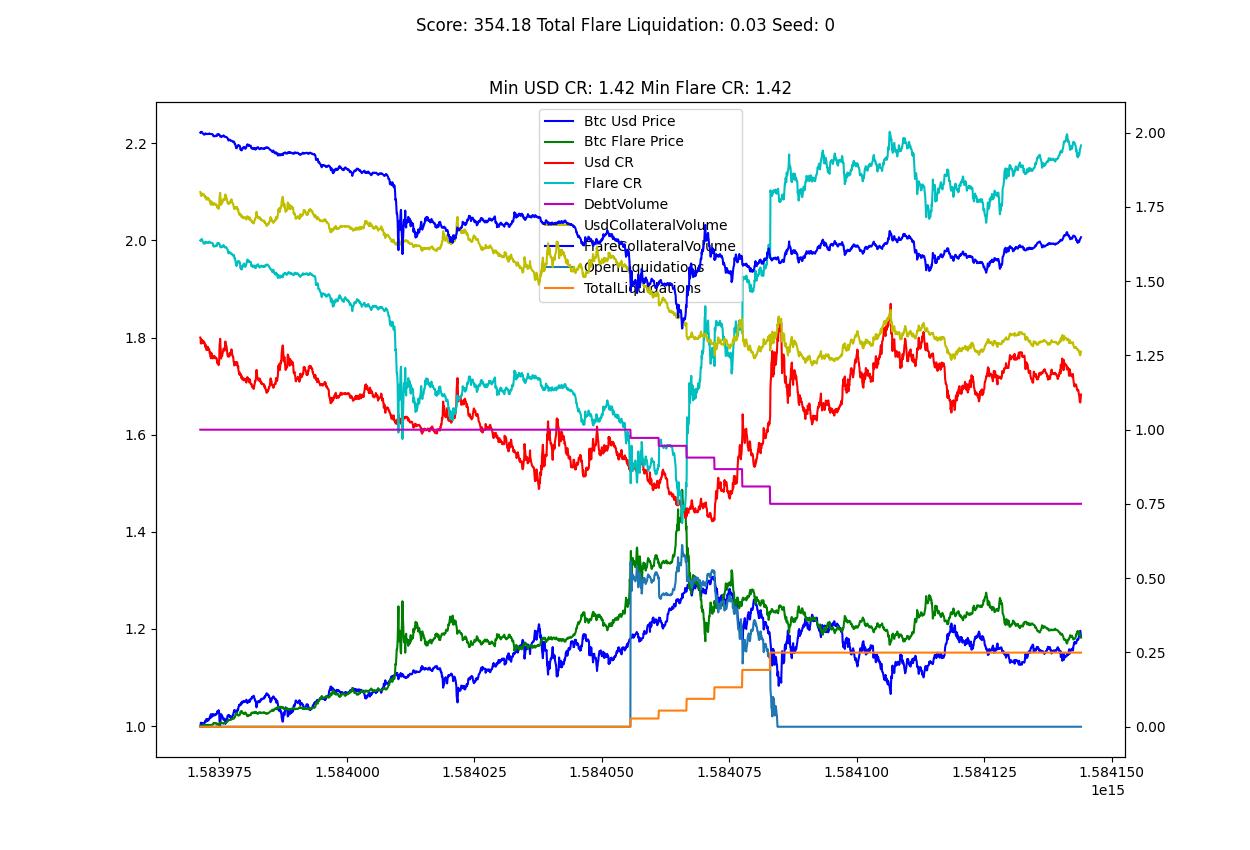 Score: 354.18 Total Flare Liquidation: 0.03 Seed: 0
Min USD CR: 1.42 Min Flare CR: 1.42
Btc Usd Price
Btc Flare Price
Usd CR
Flare CR
DebtVolume
UsdCollateralVolume
FlareCollateralVolume
OpenLiquidations
TotalLiquidations
2.2
2.0
1.8
1.6
1.4
1.2
1.0
2.00
1.75
1.50
1.25
1.00
0.75
0.50
0.25
0.00
1.583975 1.584000 1.584025 1.584050 1.584075 1.584100 1.584125 1.584150
1e15